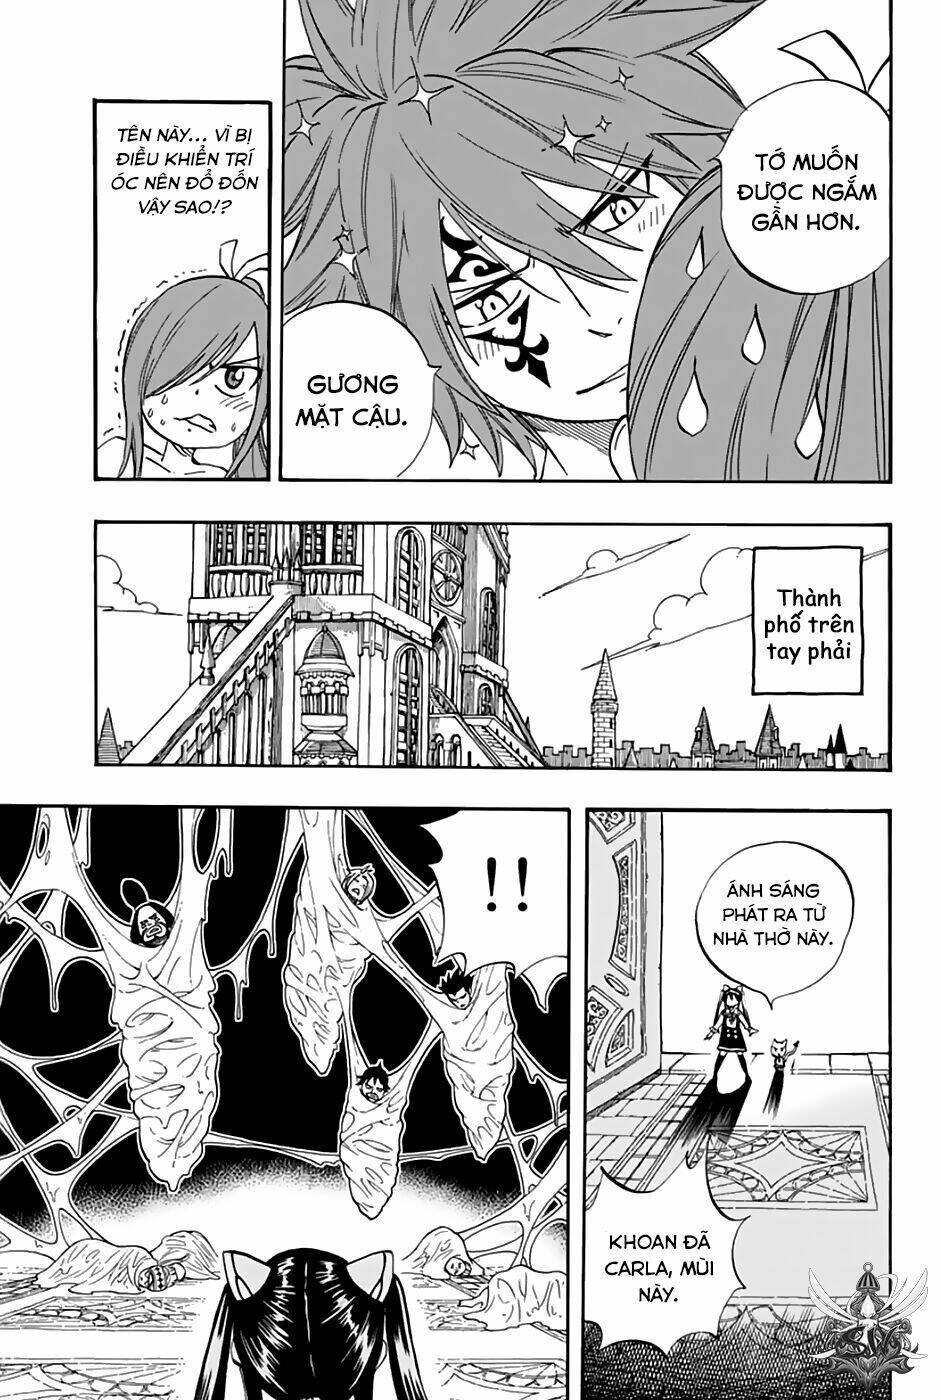 TỚ MUỐN
ĐƯỢC NGẮM
GẦN HƠN.
GƯƠNG
MẶT CẬU.
TÊN NÀY... VÌ BỊ
ĐIỀU KHIỂN TRÍ
ÓC NÊN ĐỔ ĐỐN
VẬY SAO!?
Thành
phố trên
tay phải
ÁNH SÁNG
PHÁT RA TỪ
NHÀ THỜ NÀY.
KHOAN ĐÃ
CARLA, MÙI
NÀY.
!!